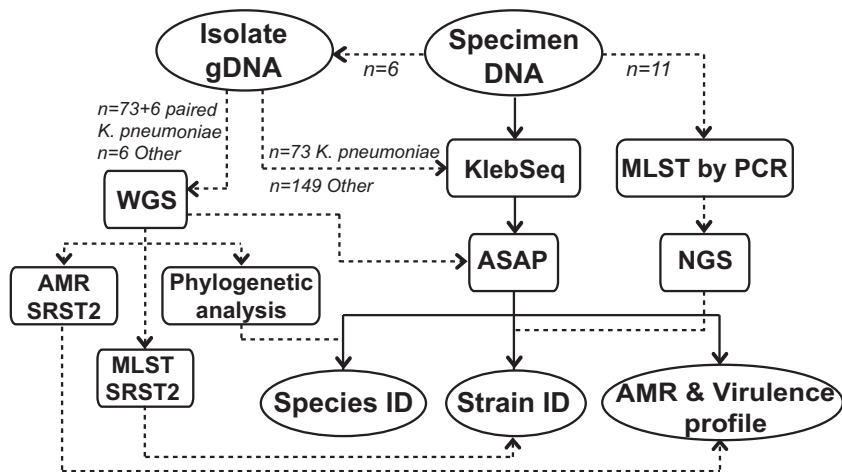 Isolate
gDNA
Specimen
DNA
n=6
n=11
n=73+6 paired
K. pneumoniae
n=6 Other
n=73 K. pneumoniae
n=149 Other
KlebSeq
MLST by PCR
WGS
ASAP
NGS
AMR
SRST2
Phylogenetic
analysis
MLST
SRST2
Species ID
Strain ID
AMR & Virulence
profile